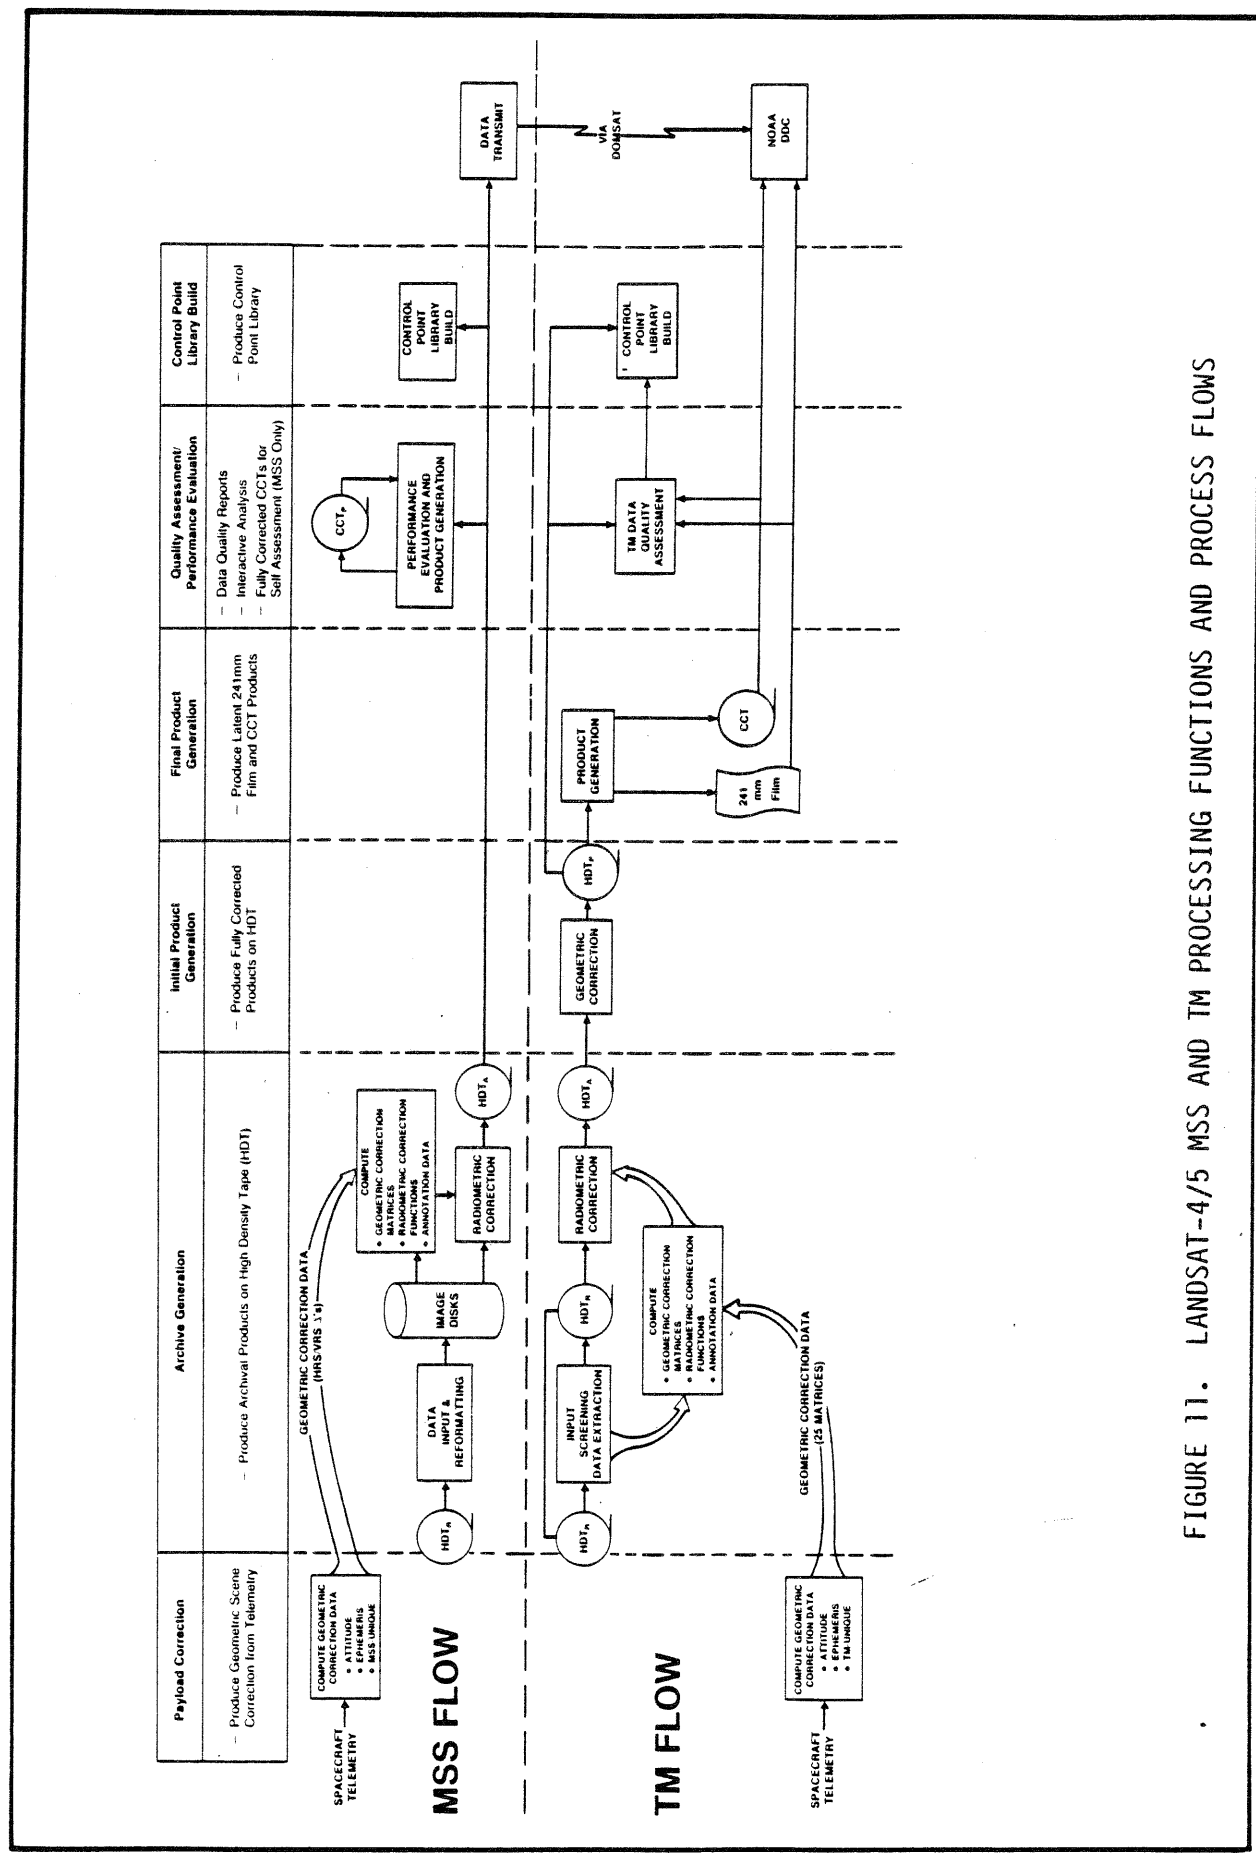 Payload Correction
Archive Generation
Initial Product
Generation
Final Product
Generation
Quality Assessment/
Performance Evaluation
Control Point
Library Build
– Produce Geometric Scene
Correction from Telemetry
– Produce Archival Products on High Density Tape (HDT)
– Produce Fully Corrected
Products on HDT
– Produce Latent 241mm
Film and CCT Products
– Data Quality Reports
– Interactive Analysis
– Fully Corrected CCTs for
Self Assessment (MSS Only)
– Produce Control
Point Library
SPACECRAFT
TELEMETRY
COMPUTE GEOMETRIC
CORRECTION DATA
• ATTITUDE
• EPHEMERIS
• MSS-UNIQUE
GEOMETRIC CORRECTION DATA
MSS FLOW
HDTR
DATA
INPUT &
REFORMATTING
IMAGE
DISKS
COMPUTE
• GEOMETRIC CORRECTION
MATRICES
• RADIOMETRIC CORRECTION
FUNCTIONS
• ANNOTATION DATA
RADIOMETRIC
CORRECTION
HDTA
CCTP
PERFORMANCE
EVALUATION AND
PRODUCT GENERATION
CONTROL
POINT
LIBRARY
BUILD
DATA
TRANSMIT
VIA
DOMSAT
TM FLOW
HDTR
INPUT
SCREENING
DATA EXTRACTION
HDTR
RADIOMETRIC
CORRECTION
HDTA
GEOMETRIC
CORRECTION
HDTP
PRODUCT
GENERATION
241
mm
Film
CCT
TM DATA
QUALITY
ASSESSMENT
CONTROL
POINT
LIBRARY
BUILD
NOAA
DDC
COMPUTE
• GEOMETRIC CORRECTION
MATRICES
• RADIOMETRIC CORRECTION
FUNCTIONS
• ANNOTATION DATA
GEOMETRIC CORRECTION DATA
(25 MATRICES)
SPACECRAFT
TELEMETRY
COMPUTE GEOMETRIC
CORRECTION DATA
• ATTITUDE
• EPHEMERIS
• TM-UNIQUE
FIGURE 11. LANDSAT-4/5 MSS AND TM PROCESSING FUNCTIONS AND PROCESS FLOWS